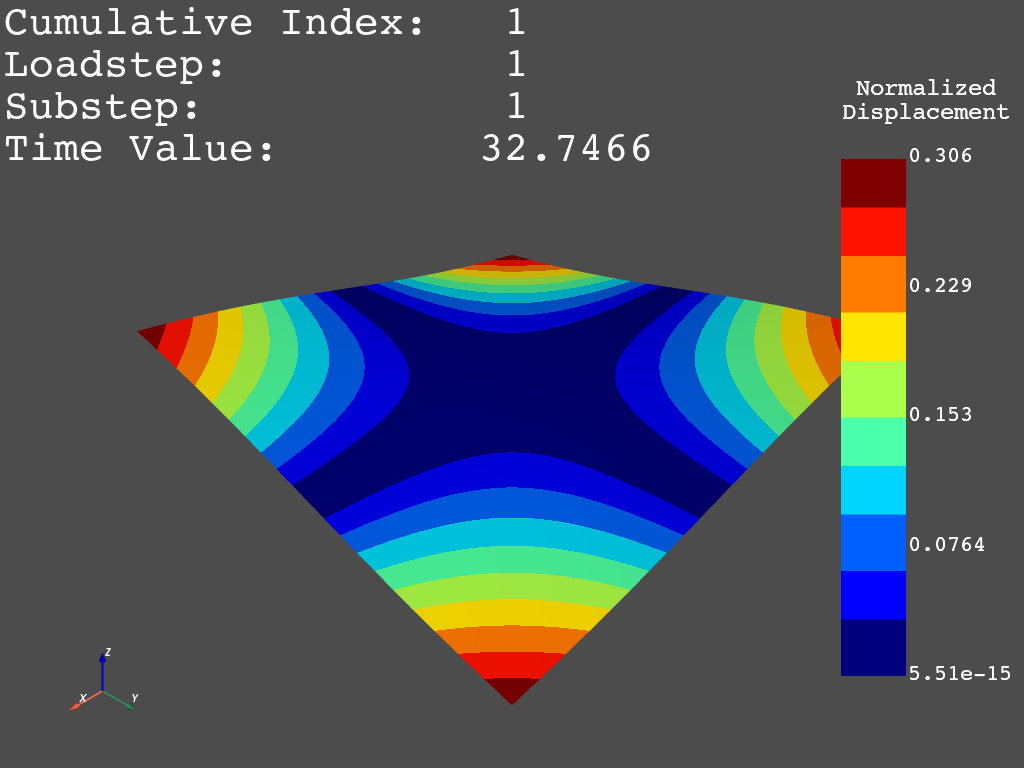 Cumulative Index: 1
Loadstep: 1
Substep: 1
Time Value: 32.7466
Normalized
Displacement
0.306
0.229
0.153
0.0764
5.51e-15
Z
X Y